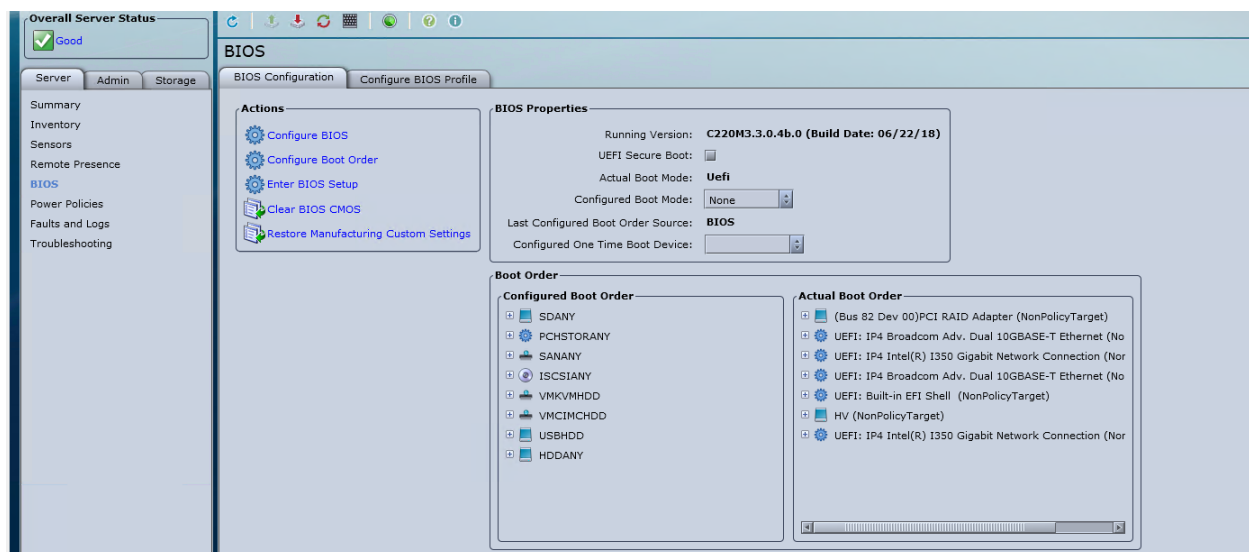 Overall Server Status
Good
Server Admin Storage
Summary
Inventory
Sensors
Remote Presence
BIOS
Power Policies
Faults and Logs
Troubleshooting
BIOS
BIOS Configuration Configure BIOS Profile
Actions
Configure BIOS
Configure Boot Order
Enter BIOS Setup
Clear BIOS CMOS
Restore Manufacturing Custom Settings
BIOS Properties
Running Version: C220M3.3.0.4b.0 (Build Date: 06/22/18)
UEFI Secure Boot:
Actual Boot Mode: Uefi
Configured Boot Mode: None
Last Configured Boot Order Source: BIOS
Configured One Time Boot Device:
Boot Order
Configured Boot Order
SDANY
PCHSTORANY
SANANY
ISCSIANY
VMKVMHDD
VMCIMCHDD
USBHDD
HDDANY
Actual Boot Order
(Bus 82 Dev 00)PCI RAID Adapter (NonPolicyTarget)
UEFI: IP4 Broadcom Adv. Dual 10GBASE-T Ethernet (No
UEFI: IP4 Intel(R) I350 Gigabit Network Connection (Nor
UEFI: IP4 Broadcom Adv. Dual 10GBASE-T Ethernet (No
UEFI: Built-in EFI Shell (NonPolicyTarget)
HV (NonPolicyTarget)
UEFI: IP4 Intel(R) I350 Gigabit Network Connection (Nor